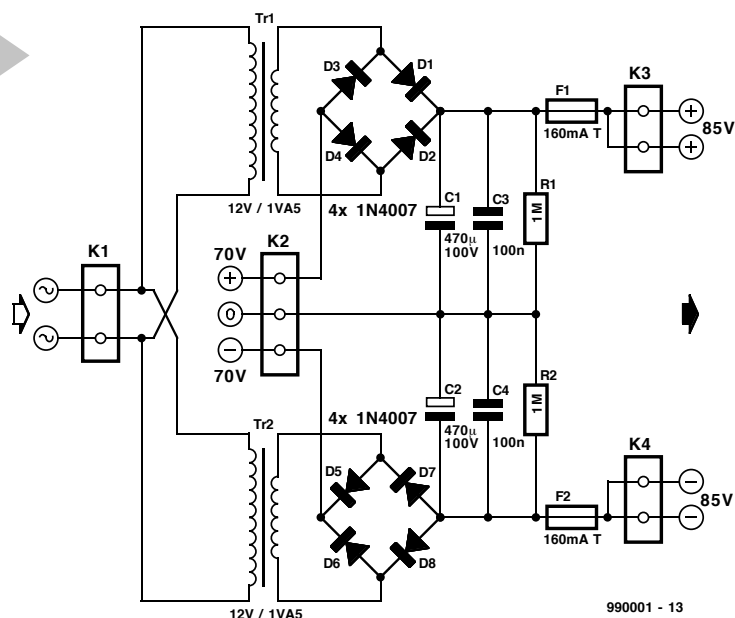 Tr1
D3
D1
D4
D2
12V / 1VA5
4x 1N4007
C1
470µ
100V
C3
100n
R1
1M
F1
160mA T
K3
+
+
85V
K1
~
~
K2
70V
+
0
−
70V
Tr2
4x 1N4007
D5
D7
D6
D8
12V / 1VA5
C2
470µ
100V
C4
100n
R2
1M
F2
160mA T
K4
−
−
85V
990001 - 13